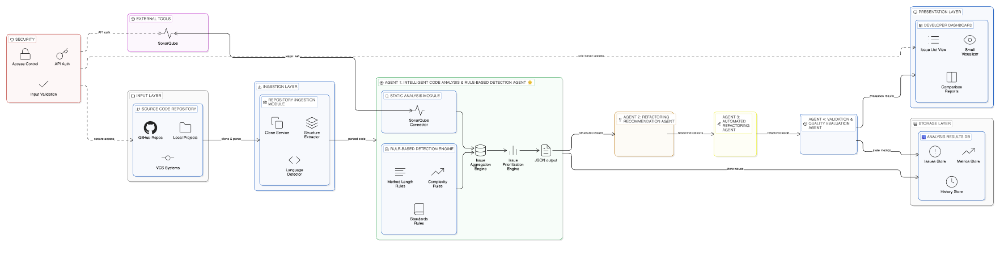 EXTERNAL TOOLS
SonarQube
API auth
SECURITY
Access Control
API Auth
Input Validation
REST API
role-based access
secure access
INPUT LAYER
SOURCE CODE REPOSITORY
GitHub Repos
Local Projects
VCS Systems
clone & parse
INGESTION LAYER
REPOSITORY INGESTION
MODULE
Clone Service
Structure
Extractor
Language
Detector
parsed code
AGENT 1: INTELLIGENT CODE ANALYSIS & RULE-BASED DETECTION AGENT
STATIC ANALYSIS MODULE
SonarQube
Connector
RULE-BASED DETECTION ENGINE
Method Length
Rules
Complexity
Rules
Standards
Rules
Issue
Aggregation
Engine
Issue
Prioritization
Engine
JSON output
structured issues
store issues
AGENT 2: REFACTORING
RECOMMENDATION AGENT
recommendations
AGENT 3:
AUTOMATED
REFACTORING
AGENT
refactored code
AGENT 4: VALIDATION &
QUALITY EVALUATION
AGENT
evaluation results
store metrics
PRESENTATION LAYER
DEVELOPER DASHBOARD
Issue List View
Smell
Visualizer
Comparison
Reports
STORAGE LAYER
ANALYSIS RESULTS DB
Issues Store
Metrics Store
History Store